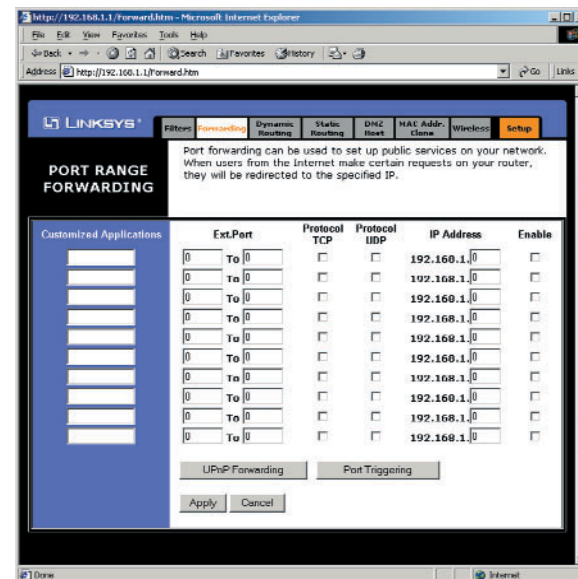 http://192.168.1.1/Forward.htm - Microsoft Internet Explorer
File Edit View Favorites Tools Help
Back Search Favorites History
Address http://192.168.1.1/Forward.htm Go Links
LINKSYS® Filters Forwarding Dynamic Routing Static Routing DMZ Host MAC Addr. Clone Wireless Setup
PORT RANGE FORWARDING
Port forwarding can be used to set up public services on your network.
When users from the Internet make certain requests on your router,
they will be redirected to the specified IP.
Customized Applications Ext.Port Protocol TCP Protocol UDP IP Address Enable
0 To 0 192.168.1. 0
0 To 0 192.168.1. 0
0 To 0 192.168.1. 0
0 To 0 192.168.1. 0
0 To 0 192.168.1. 0
0 To 0 192.168.1. 0
0 To 0 192.168.1. 0
0 To 0 192.168.1. 0
0 To 0 192.168.1. 0
0 To 0 192.168.1. 0
UPnP Forwarding Port Triggering
Apply Cancel
Done Internet